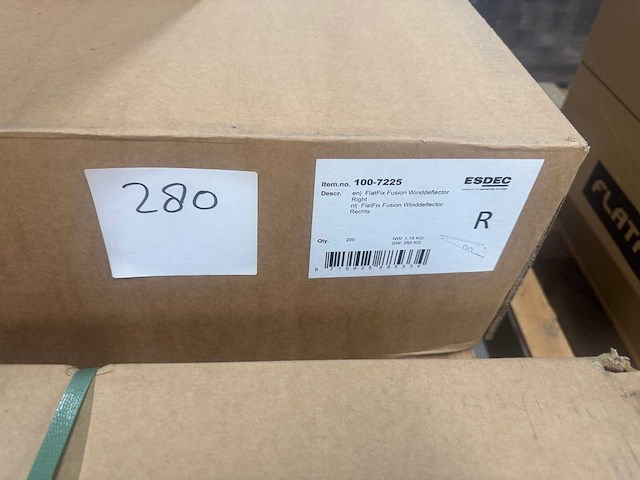 280
Item.no. 100-7225
ESDEC
Descr. en| FlatFix Fusion Winddeflector
Right
nl| FlatFix Fusion Winddeflector
Rechts
R
Qty. 200
FLATF